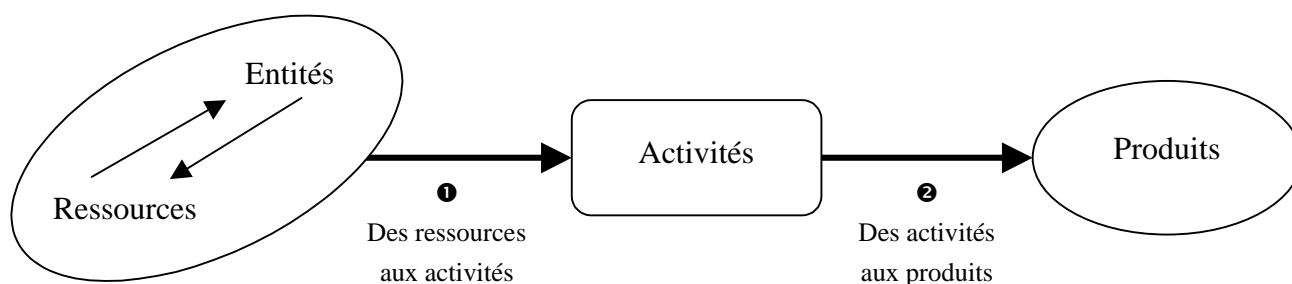 Entités
Ressources
❶
Des ressources
aux activités
Activités
❷
Des activités
aux produits
Produits